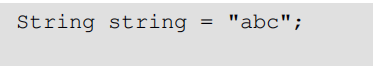 String string = "abc";